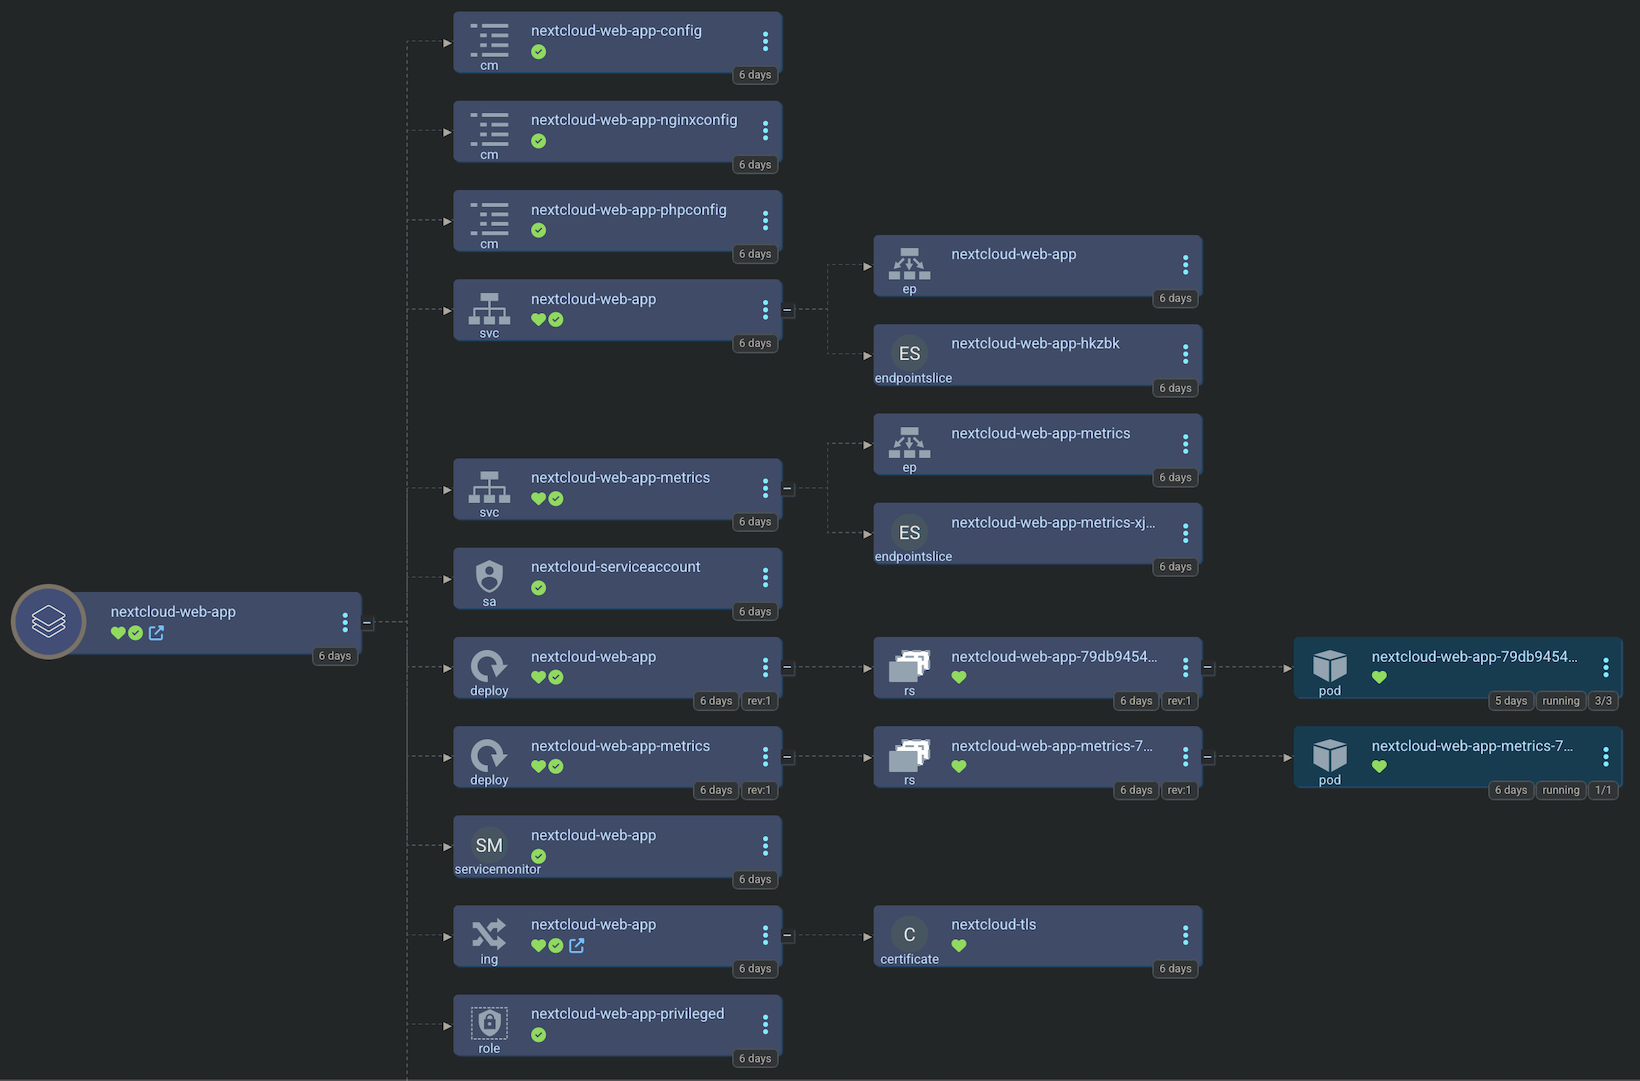 nextcloud-web-app-config
cm
6 days
nextcloud-web-app-nginxconfig
cm
6 days
nextcloud-web-app-phpconfig
cm
6 days
nextcloud-web-app
svc
6 days
nextcloud-web-app
ep
6 days
nextcloud-web-app-hkzbk
ES
endpointslice
6 days
nextcloud-web-app-metrics
svc
6 days
nextcloud-web-app-metrics
ep
6 days
nextcloud-web-app-metrics-xj...
ES
endpointslice
6 days
nextcloud-serviceaccount
sa
6 days
nextcloud-web-app
6 days
nextcloud-web-app
deploy
6 days rev:1
nextcloud-web-app-79db9454...
rs
6 days rev:1
nextcloud-web-app-79db9454...
pod
5 days running 3/3
nextcloud-web-app-metrics
deploy
6 days rev:1
nextcloud-web-app-metrics-7...
rs
6 days rev:1
nextcloud-web-app-metrics-7...
pod
6 days running 1/1
nextcloud-web-app
SM
servicemonitor
6 days
nextcloud-web-app
ing
6 days
nextcloud-tls
C
certificate
6 days
nextcloud-web-app-privileged
role
6 days